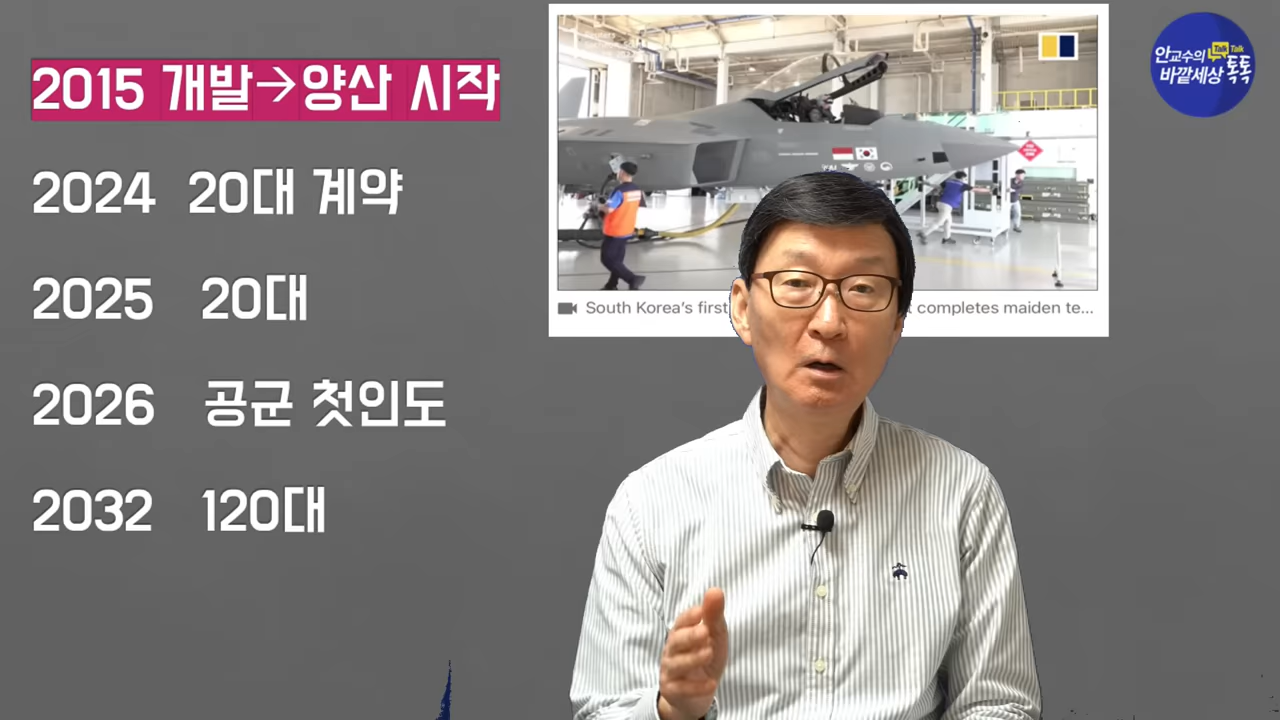 2015 개발→양산 시작
2024 20대 계약
2025 20대
2026 공군 첫인도
2032 120대
South Korea's first
t completes maiden te...
안교수의 Talk Talk
바깥세상 톡톡